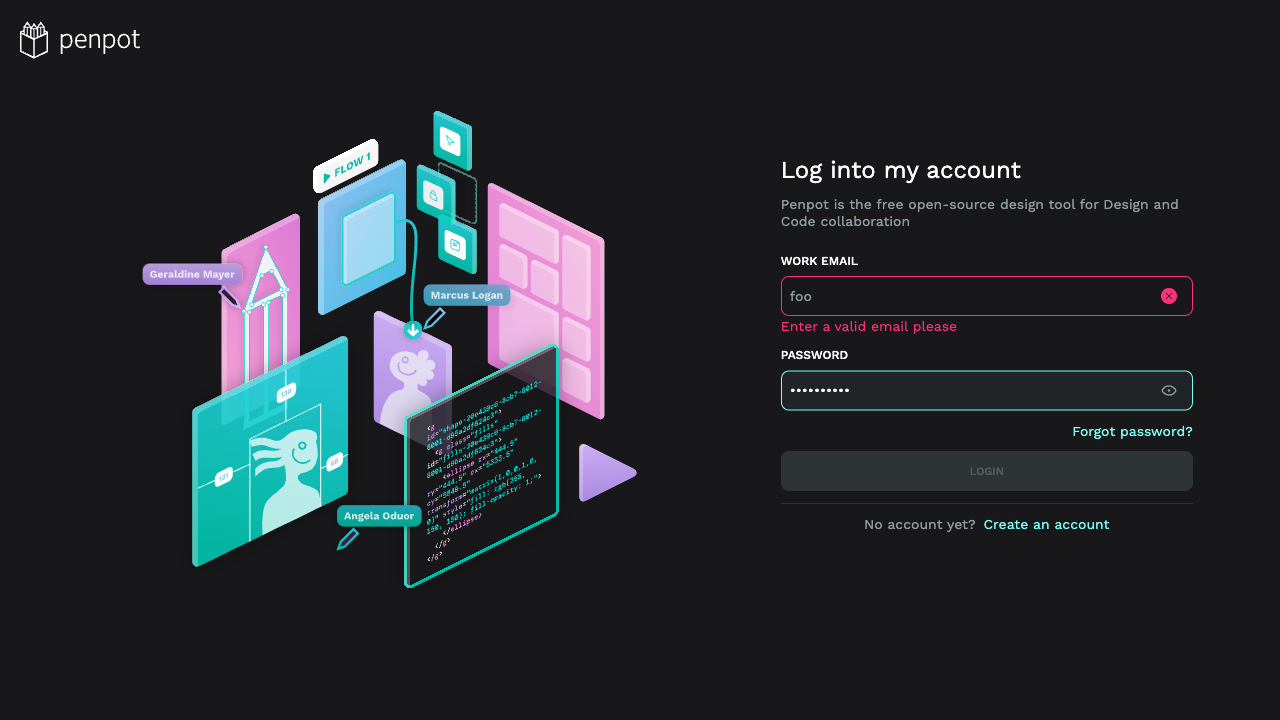 penpot
FLOW 1
Geraldine Mayer
Marcus Logan
Angela Oduor
Log into my account
Penpot is the free open-source design tool for Design and
Code collaboration
WORK EMAIL
foo
Enter a valid email please
PASSWORD
••••••••••
Forgot password?
LOGIN
No account yet? Create an account